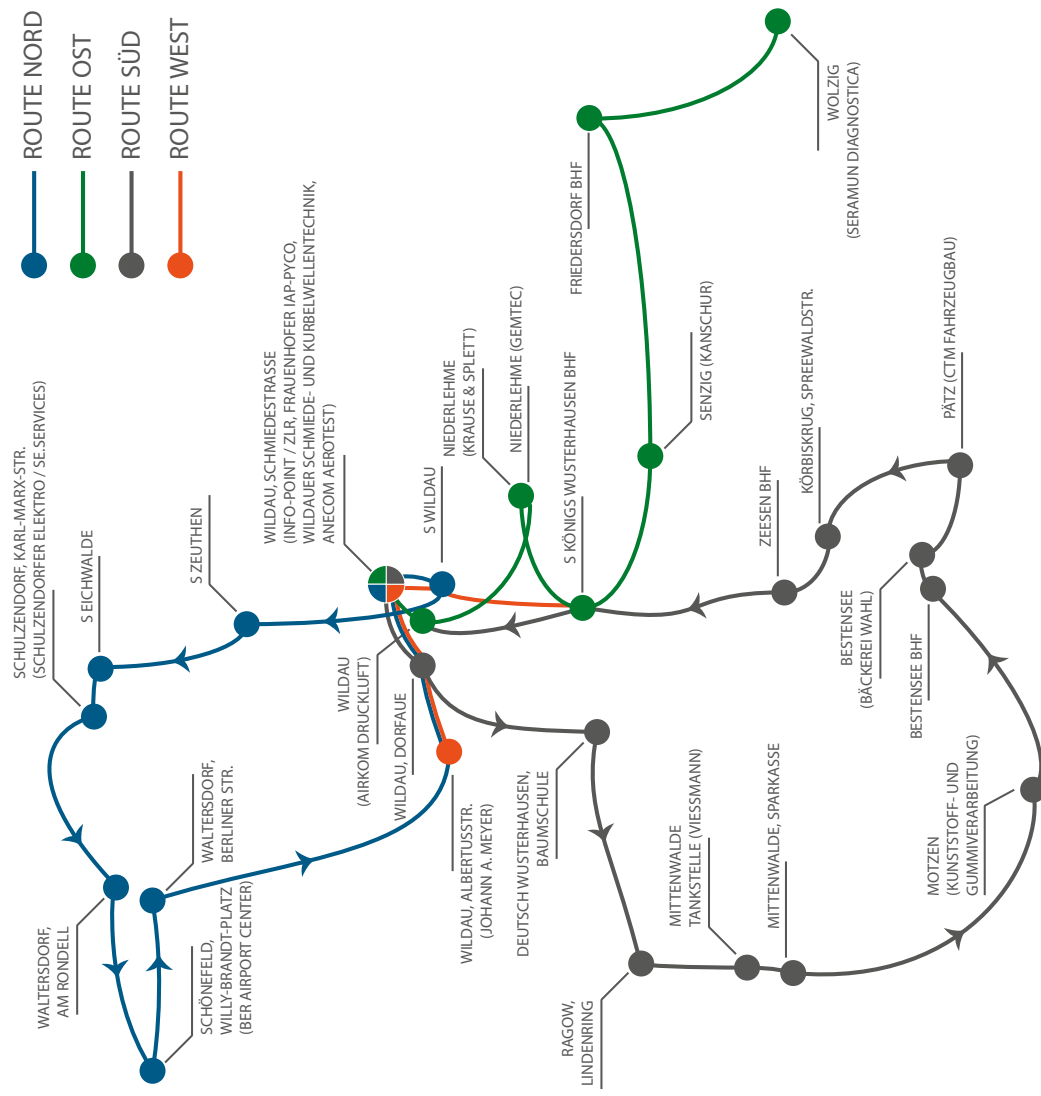 ROUTE NORD
ROUTE OST
ROUTE SÜD
ROUTE WEST
SCHULZENDORF, KARL-MARX-STR.
(SCHULZENDORFER ELEKTRO / SE.SERVICES)
S EICHWALDE
S ZEUTHEN
WILDAU, SCHMIEDESTRASSE
(INFO-POINT / ZLR, FRAUENHOFER IAP-PYCO,
WILDAUER SCHMIEDE- UND KURBELWELLENTECHNIK,
ANECOM AEROTEST)
S WILDAU
NIEDERLEHME
(KRAUSE & SPLETT)
NIEDERLEHME (GEMTEC)
S KÖNIGS WUSTERHAUSEN BHF
FRIEDERSDORF BHF
WOLZIG
(SERAMUN DIAGNOSTICA)
SENZIG (KANSCHUR)
ZEESEN BHF
KÖRBISKRUG, SPREEWALDSTR.
PÄTZ (CTM FAHRZEUGBAU)
BESTENSEE
(BÄCKEREI WAHL)
BESTENSEE BHF
MOTZEN
(KUNSTSTOFF- UND
GUMMIVERARBEITUNG)
MITTENWALDE, SPARKASSE
MITTENWALDE
TANKSTELLE (VIESSMANN)
RAGOW,
LINDENRING
DEUTSCH WUSTERHAUSEN,
BAUMSCHULE
WILDAU, ALBERTUSSTR.
(JOHANN A. MEYER)
WILDAU, DORFAUE
WILDAU
(AIRKOM DRUCKLUFT)
WALTERSDORF,
BERLINER STR.
SCHÖNEFELD,
WILLY-BRANDT-PLATZ
(BER AIRPORT CENTER)
WALTERSDORF,
AM RONDELL